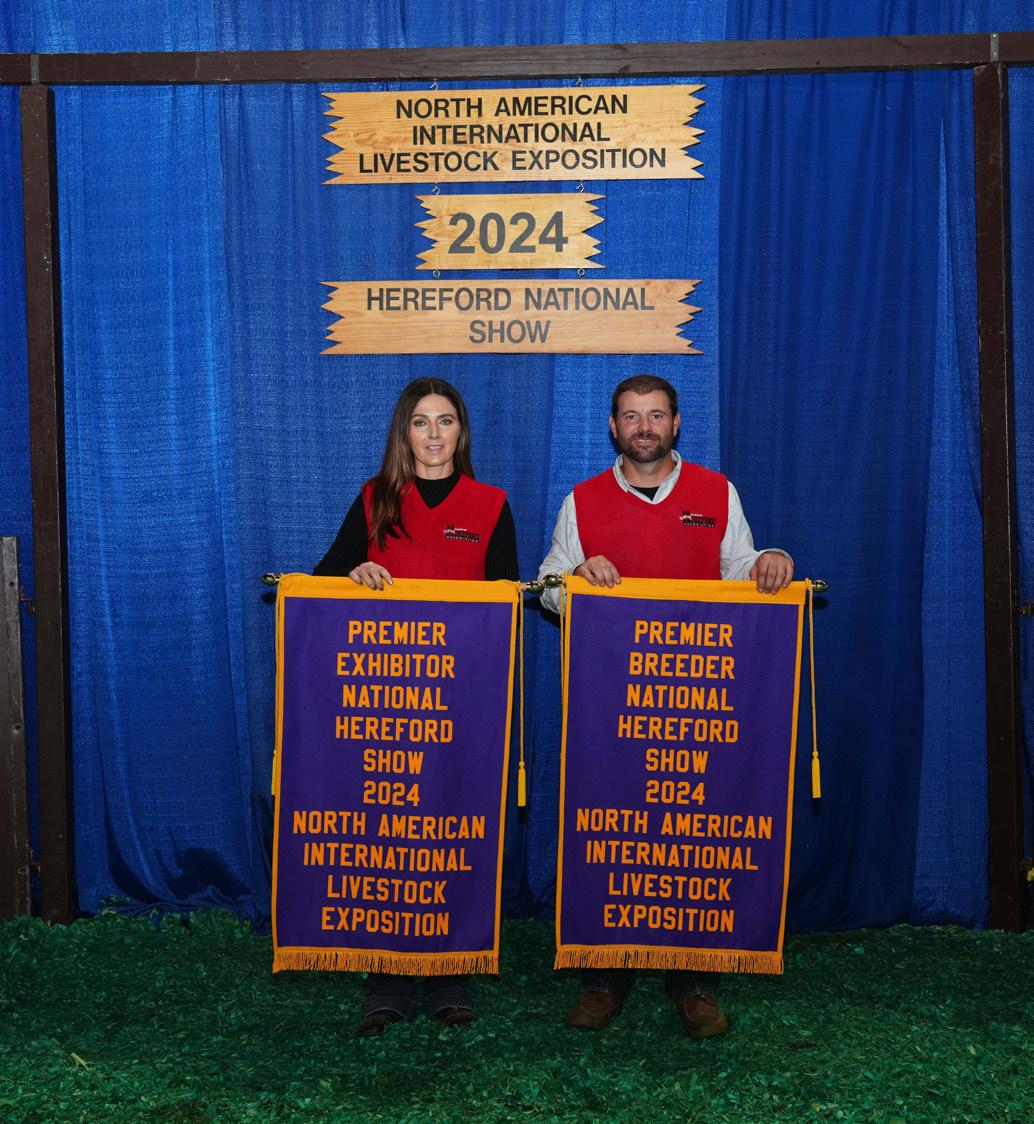 NORTH AMERICAN
INTERNATIONAL
LIVESTOCK EXPOSITION
2024
HEREFORD NATIONAL
SHOW
PREMIER
EXHIBITOR
NATIONAL
HEREFORD
SHOW
2024
NORTH AMERICAN
INTERNATIONAL
LIVESTOCK
EXPOSITION
PREMIER
BREEDER
NATIONAL
HEREFORD
SHOW
2024
NORTH AMERICAN
INTERNATIONAL
LIVESTOCK
EXPOSITION